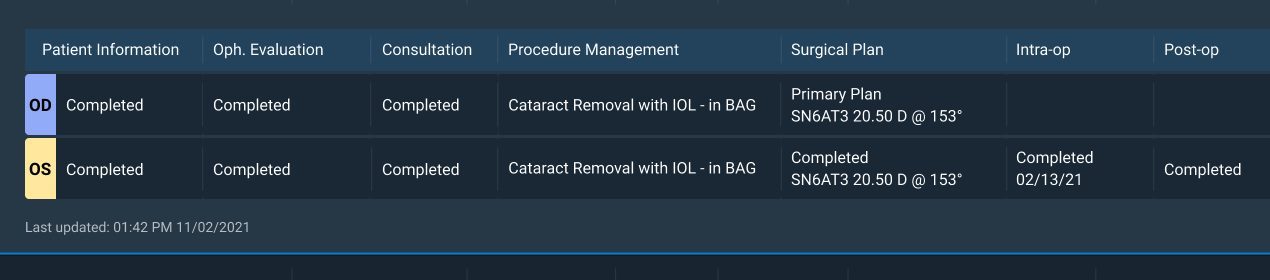 Patient Information Oph. Evaluation Consultation Procedure Management Surgical Plan Intra-op Post-op
OD Completed Completed Completed Cataract Removal with IOL - in BAG Primary Plan
SN6AT3 20.50 D @ 153°
OS Completed Completed Completed Cataract Removal with IOL - in BAG Completed
SN6AT3 20.50 D @ 153° Completed
02/13/21 Completed
Last updated: 01:42 PM 11/02/2021